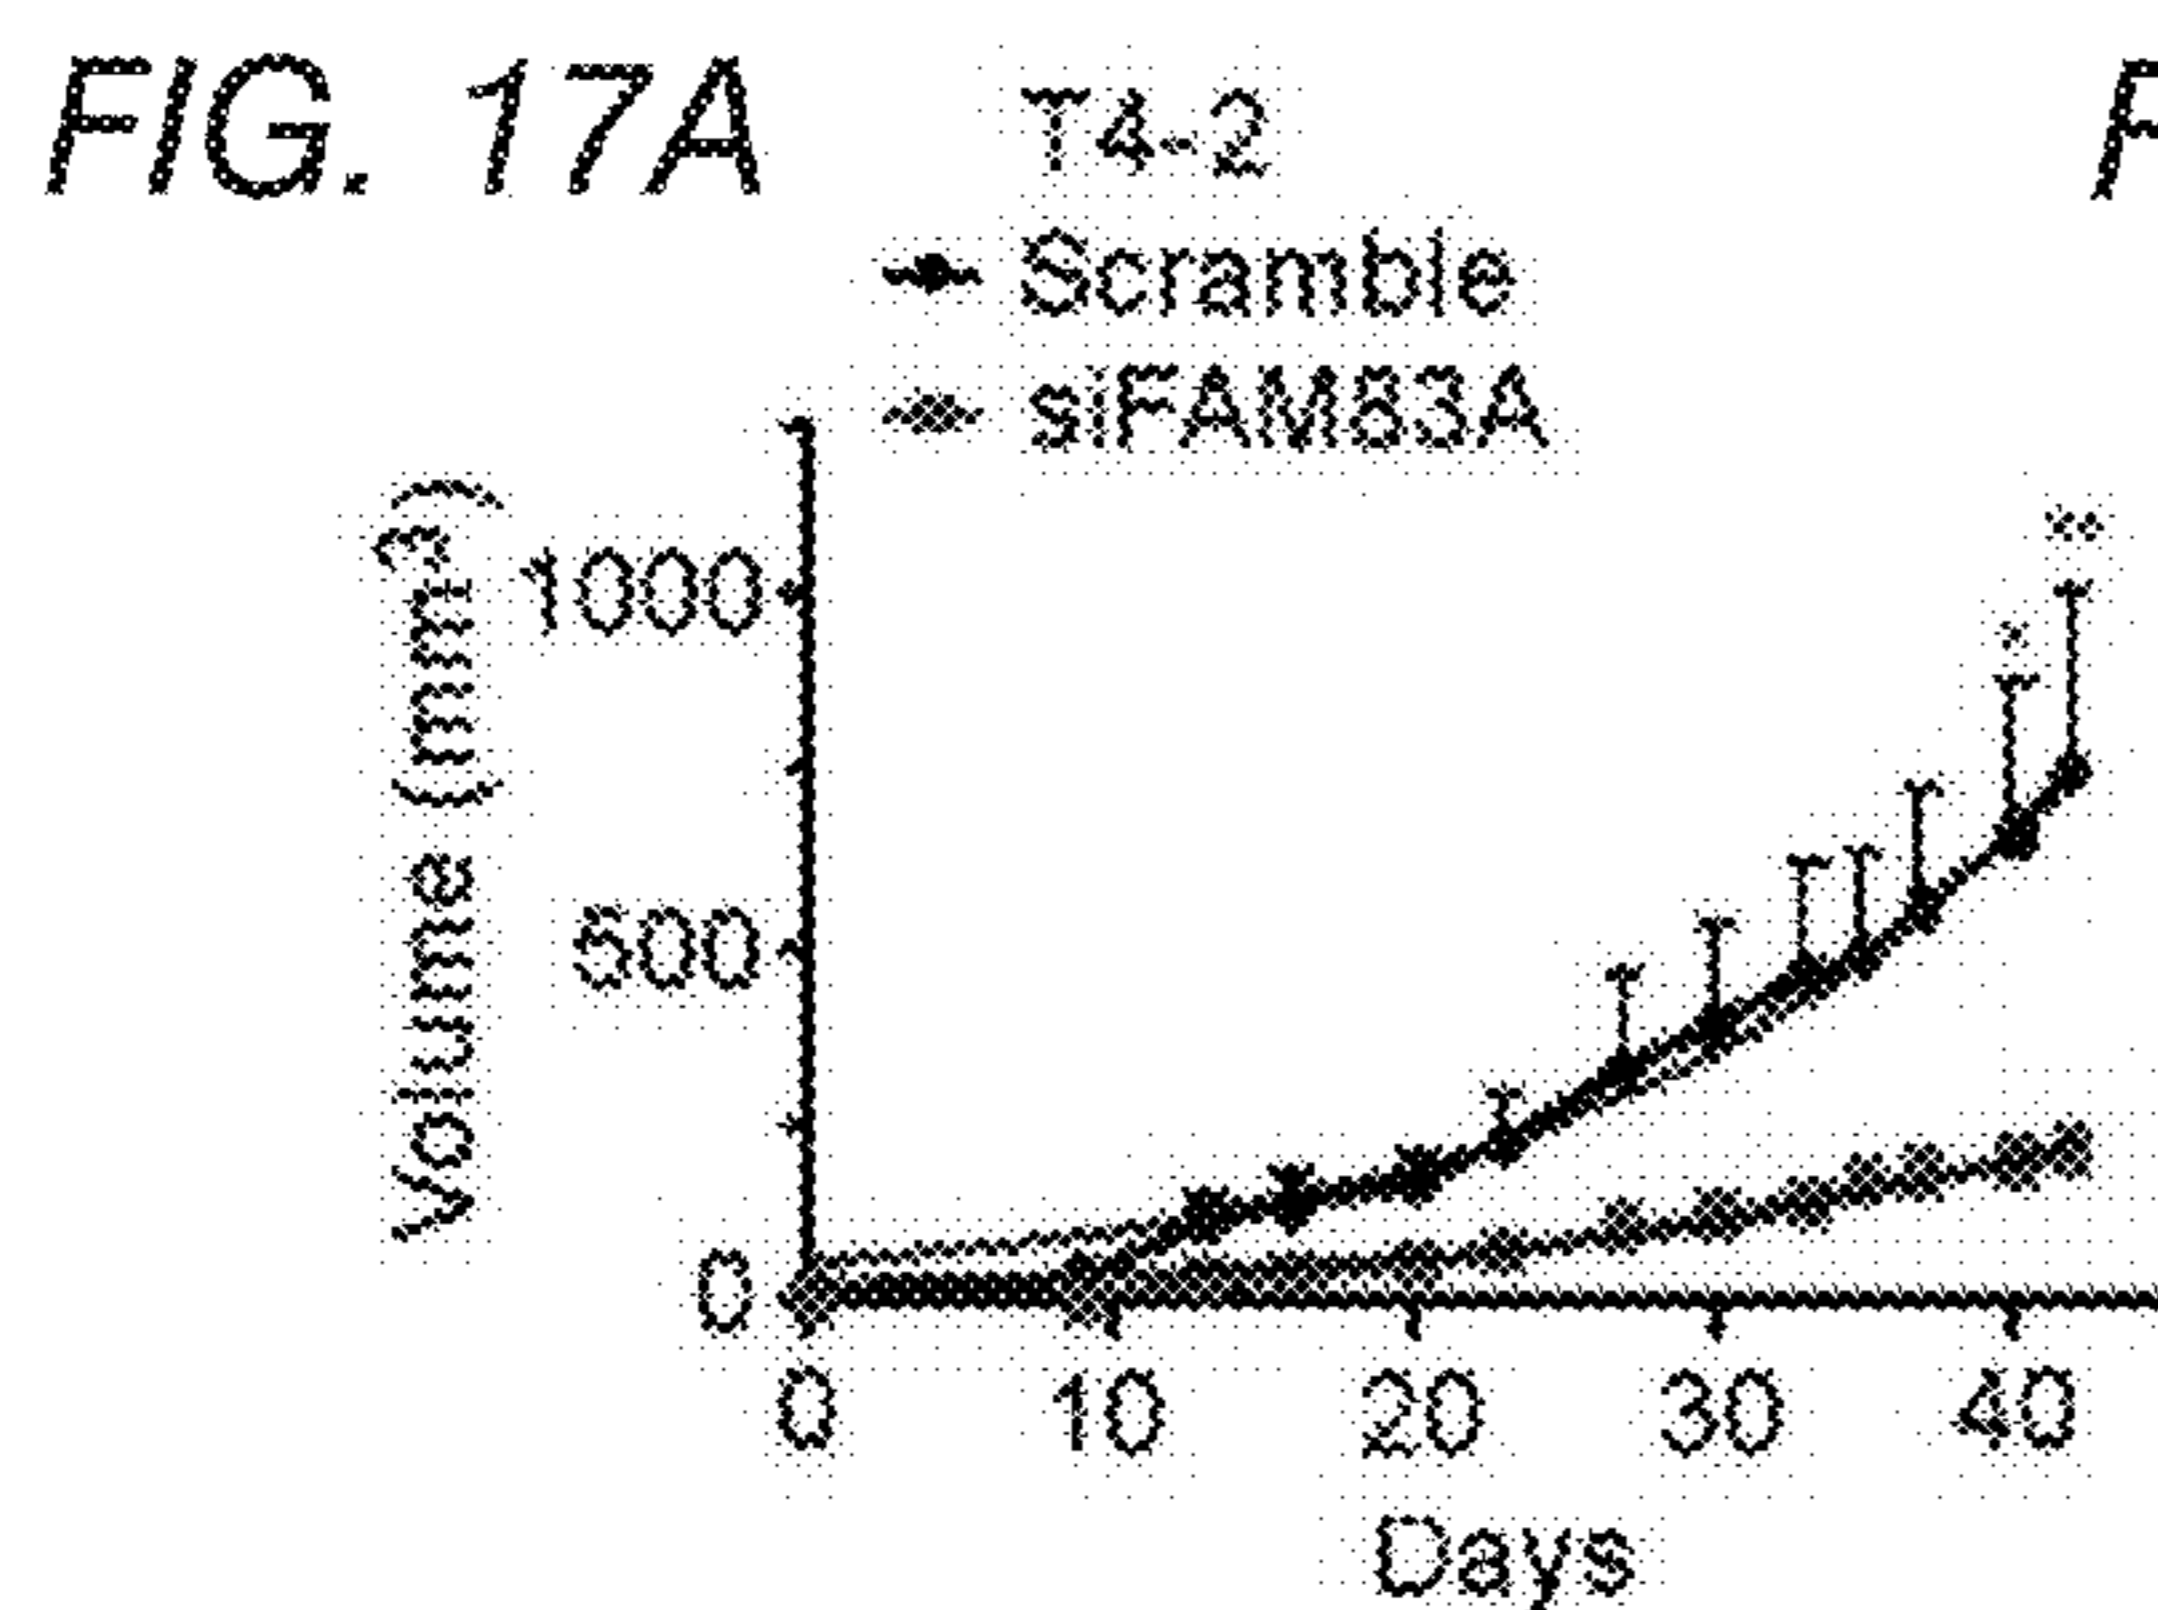 FIG. 17A
T4-2
Scramble
siFAM83A
Volume (mm³)
1000
500
0
0 10 20 30 40
Days
*
**